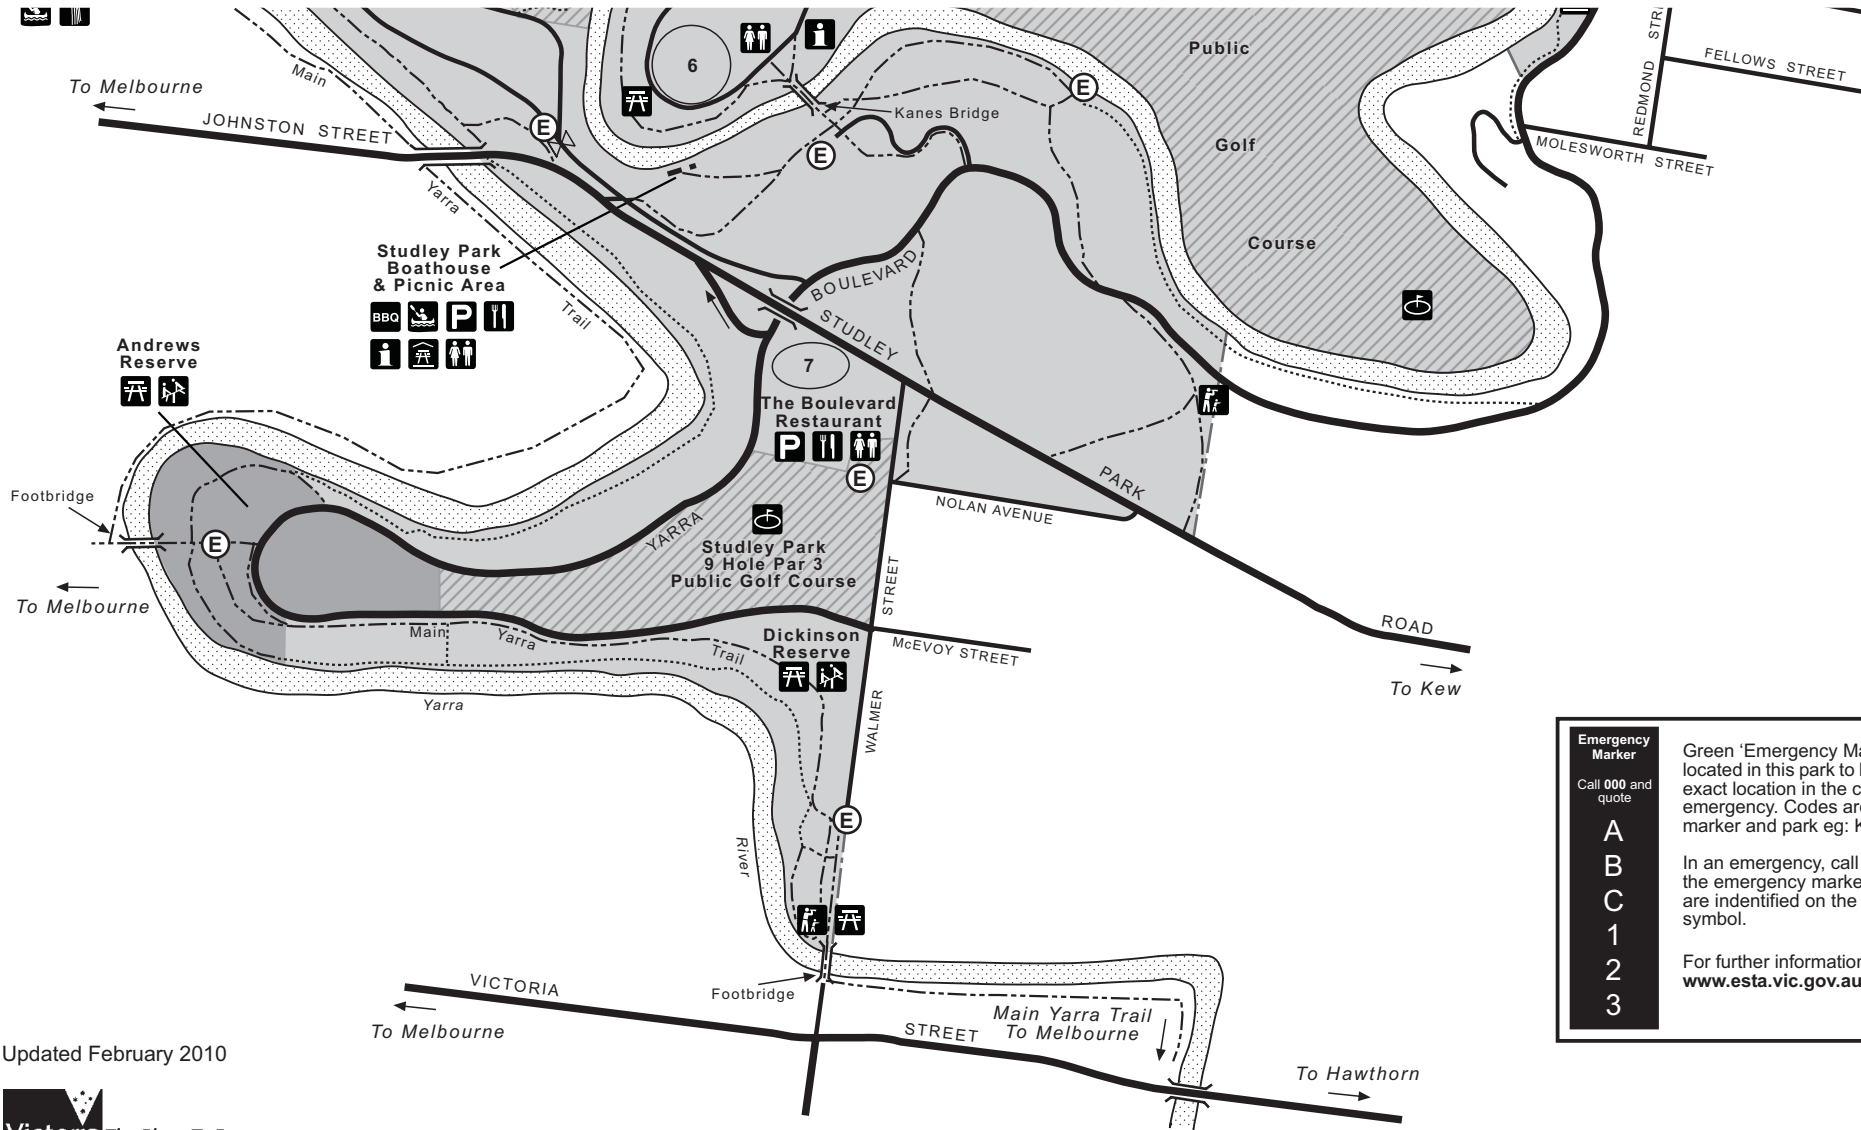 Public
Golf
Course
6
E
Kanes Bridge
Main
To Melbourne
JOHNSTON STREET
E
E
Yarra
Trail
REDMOND
FELLOWS STREET
MOLESWORTH STREET
Studley Park
Boathouse
& Picnic Area
BBQ
P
i
i
BOULEVARD
STUDLEY
PARK
ROAD
To Kew
Andrews
Reserve
7
The Boulevard
Restaurant
P
E
NOLAN AVENUE
Footbridge
E
To Melbourne
YARRA
Studley Park
9 Hole Par 3
Public Golf Course
STREET
WALMER
McEVOY STREET
Main
Yarra
Trail
Dickinson
Reserve
Yarra
River
E
Footbridge
VICTORIA
STREET
To Melbourne
Main Yarra Trail
To Melbourne
To Hawthorn
Emergency
Marker
Call 000 and
quote
A
B
C
1
2
3
Green ‘Emergency
located in this park to
exact location in the
emergency. Codes
marker and park eg:
In an emergency, call
the emergency
are indentified on the
symbol.
For further
www.esta.vic.gov.au
Updated February 2010